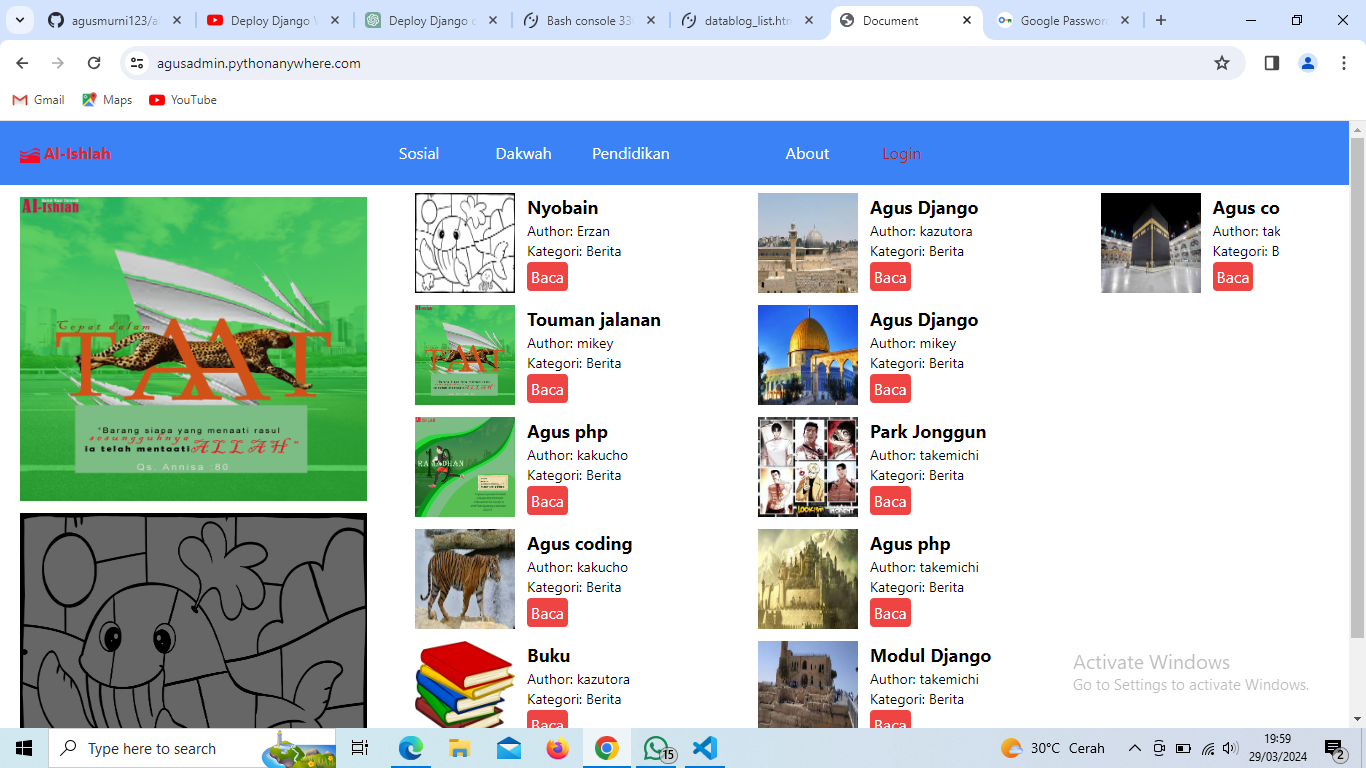 agusmurni123/a
Deploy Django W
Deploy Django c
Bash console 338
datablog_list.htm
Document
Google Password
agusadmin.pythonanywhere.com
Gmail
Maps
YouTube
Al-Ishlah
Sosial
Dakwah
Pendidikan
About
Login
Al-Ishlah
Cepat dalam
TAAT
"Barang siapa yang menaati rasul
sesungguhnya
ia telah mentaati ALLAH"
Qs. Annisa :80
Nyobain
Author: Erzan
Kategori: Berita
Baca
Agus Django
Author: kazutora
Kategori: Berita
Baca
Agus co
Author: tak
Kategori: B
Baca
Touman jalanan
Author: mikey
Kategori: Berita
Baca
Agus Django
Author: mikey
Kategori: Berita
Baca
TAAT
Agus php
Author: kakucho
Kategori: Berita
Baca
Park Jonggun
Author: takemichi
Kategori: Berita
Baca
Agus coding
Author: kakucho
Kategori: Berita
Baca
Agus php
Author: takemichi
Kategori: Berita
Baca
Buku
Author: kazutora
Kategori: Berita
Baca
Modul Django
Author: takemichi
Kategori: Berita
Baca
Activate Windows
Go to Settings to activate Windows.
Type here to search
15
30°C Cerah
19:59
29/03/2024
2